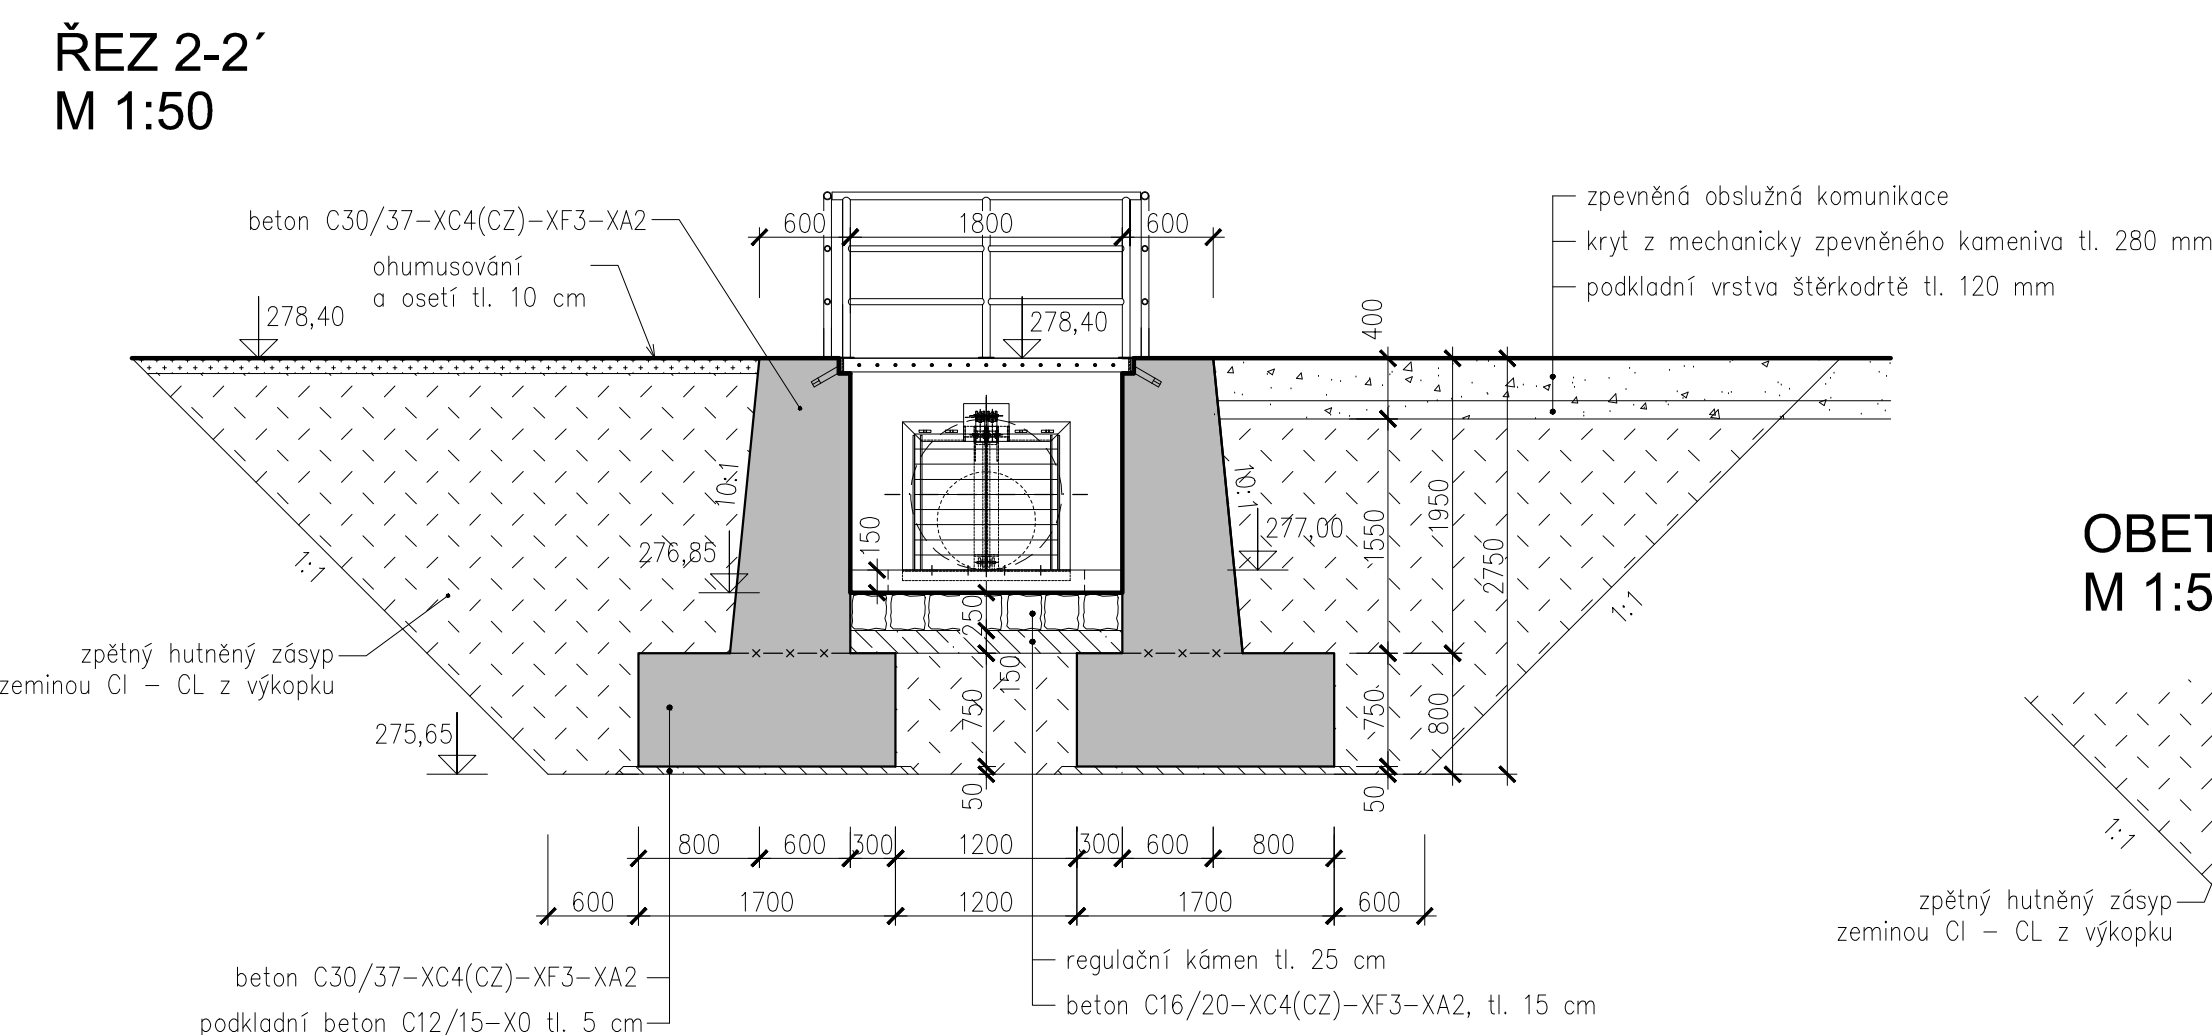 ŘEZ 2-2´
M 1:50
beton C30/37-XC4(CZ)-XF3-XA2
ohumusování
a osetí tl. 10 cm
600
1800
600
zpevněná obslužná komunikace
kryt z mechanicky zpevněného kameniva tl. 280 mm
podkladní vrstva štěrkodrtě tl. 120 mm
278,40
278,40
400
10:1
10:1
1:1
1:1
276,85
277,00
150
250
150
750
50
1550
1950
2750
750
800
50
zpětný hutněný zásyp
zeminou CI - CL z výkopku
275,65
800
600
300
1200
300
600
800
600
1700
1200
1700
600
beton C30/37-XC4(CZ)-XF3-XA2
podkladní beton C12/15-X0 tl. 5 cm
regulační kámen tl. 25 cm
beton C16/20-XC4(CZ)-XF3-XA2, tl. 15 cm
OBET
M 1:5
1:1
zpětný hutněný zásyp
zeminou CI - CL z výkopku